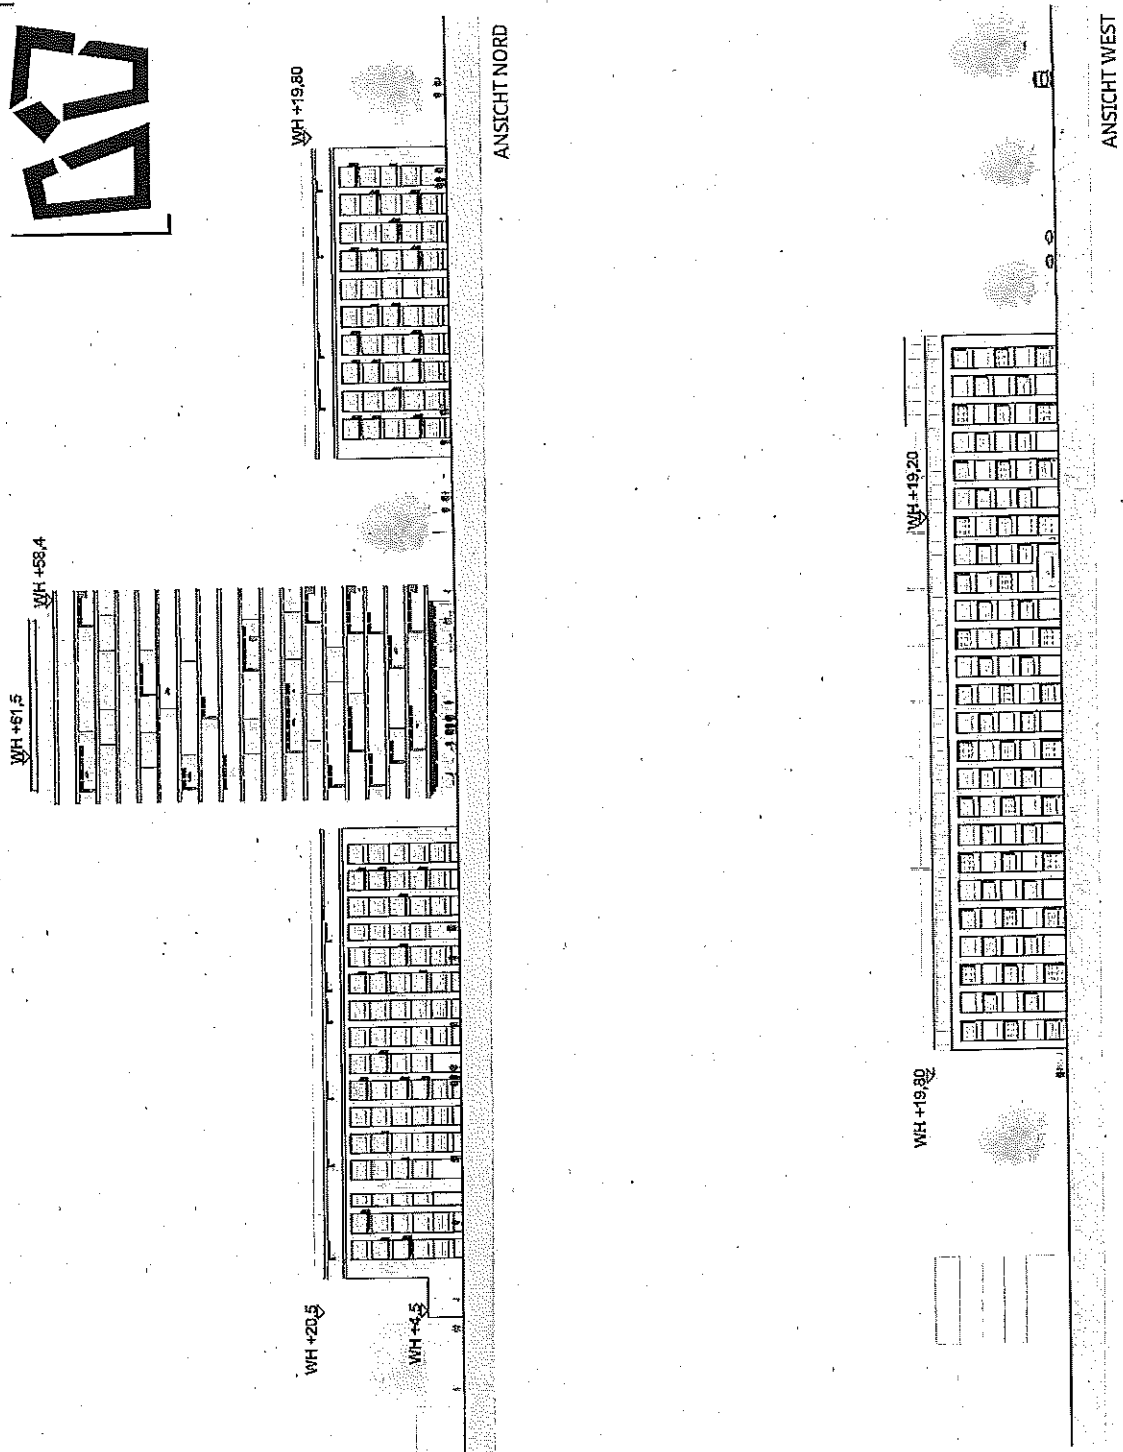 WH +61,5
WH +58,4
WH +19,80
WH +20,5
WH +4,5
ANSICHT NORD
WH +19,80
WH +19,20
ANSICHT WEST